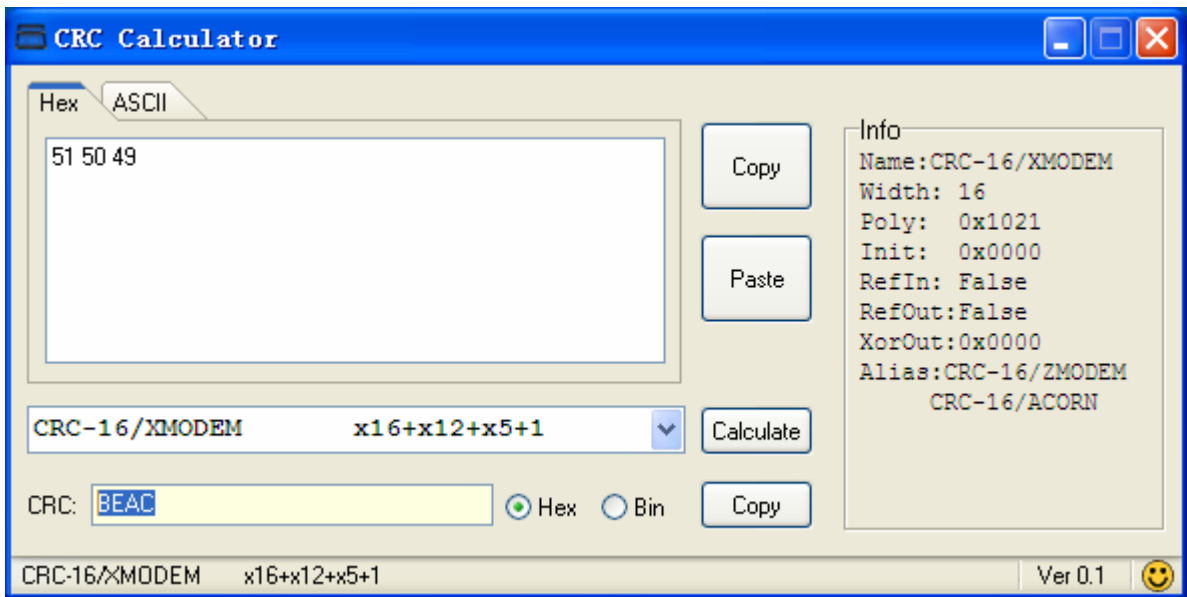 CRC Calculator
Hex ASCII
51 50 49
Copy
Paste
Info
Name:CRC-16/XMODEM
Width: 16
Poly: 0x1021
Init: 0x0000
RefIn: False
RefOut:False
XorOut:0x0000
Alias:CRC-16/ZMODEM
CRC-16/ACORN
CRC-16/XMODEM x16+x12+x5+1
Calculate
CRC: BEAC Hex Bin Copy
CRC-16/XMODEM x16+x12+x5+1 Ver 0.1